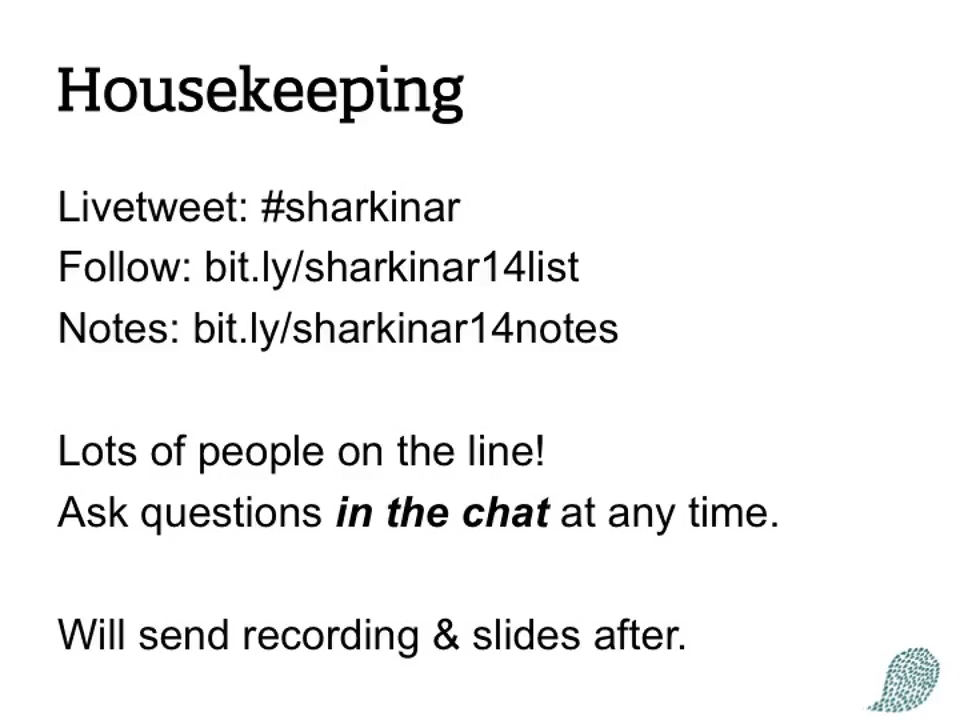 Housekeeping
Livetweet: #sharkinar
Follow: bit.ly/sharkinar14list
Notes: bit.ly/sharkinar14notes
Lots of people on the line!
Ask questions in the chat at any time.
Will send recording & slides after.